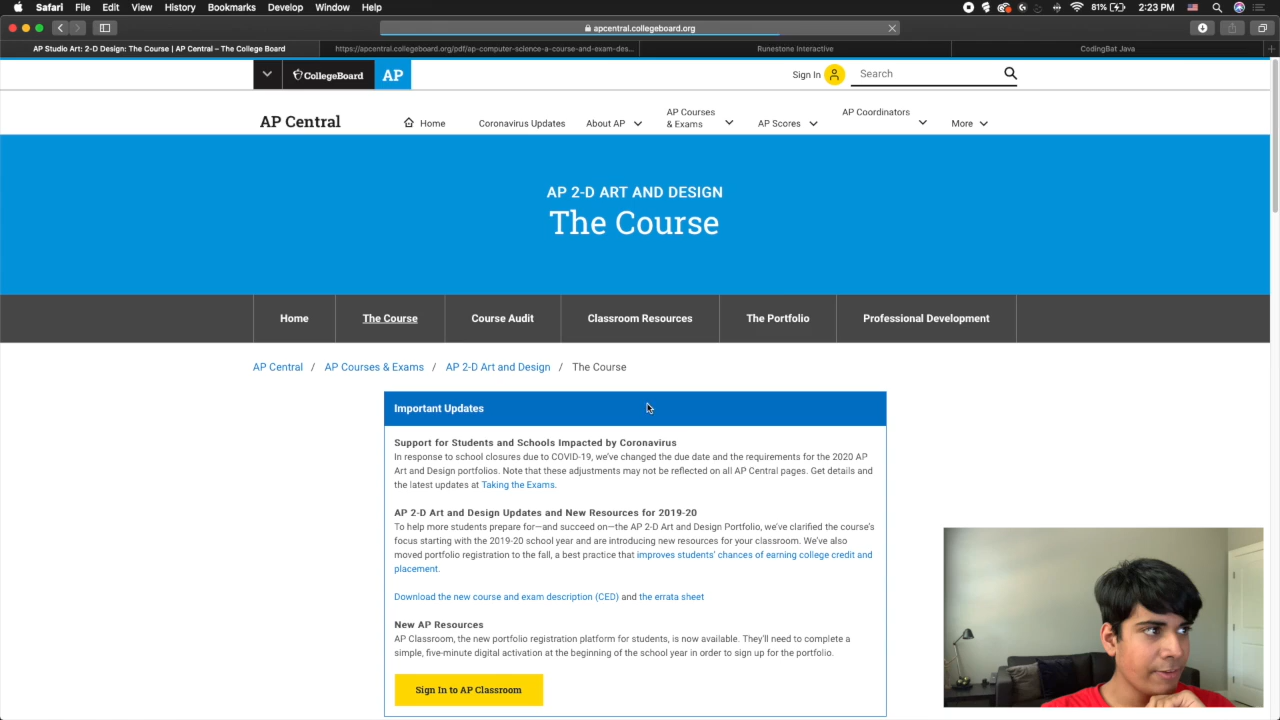 Safari File Edit View History Bookmarks Develop Window Help 81% 2:23 PM
apcentral.collegeboard.org
AP Studio Art: 2-D Design: The Course | AP Central – The College Board https://apcentral.collegeboard.org/pdf/ap-computer-science-a-course-and-exam-des... Runestone Interactive CodingBat Java
CollegeBoard AP Sign In Search
AP Central Home Coronavirus Updates About AP AP Courses & Exams AP Scores AP Coordinators More
AP 2-D ART AND DESIGN
The Course
Home The Course Course Audit Classroom Resources The Portfolio Professional Development
AP Central / AP Courses & Exams / AP 2-D Art and Design / The Course
Important Updates
Support for Students and Schools Impacted by Coronavirus
In response to school closures due to COVID-19, we've changed the due date and the requirements for the 2020 AP
Art and Design portfolios. Note that these adjustments may not be reflected on all AP Central pages. Get details and
the latest updates at Taking the Exams.
AP 2-D Art and Design Updates and New Resources for 2019-20
To help more students prepare for—and succeed on—the AP 2-D Art and Design Portfolio, we've clarified the course's
focus starting with the 2019-20 school year and are introducing new resources for your classroom. We've also
moved portfolio registration to the fall, a best practice that improves students' chances of earning college credit and
placement.
Download the new course and exam description (CED) and the errata sheet
New AP Resources
AP Classroom, the new portfolio registration platform for students, is now available. They'll need to complete a
simple, five-minute digital activation at the beginning of the school year in order to sign up for the portfolio.
Sign In to AP Classroom